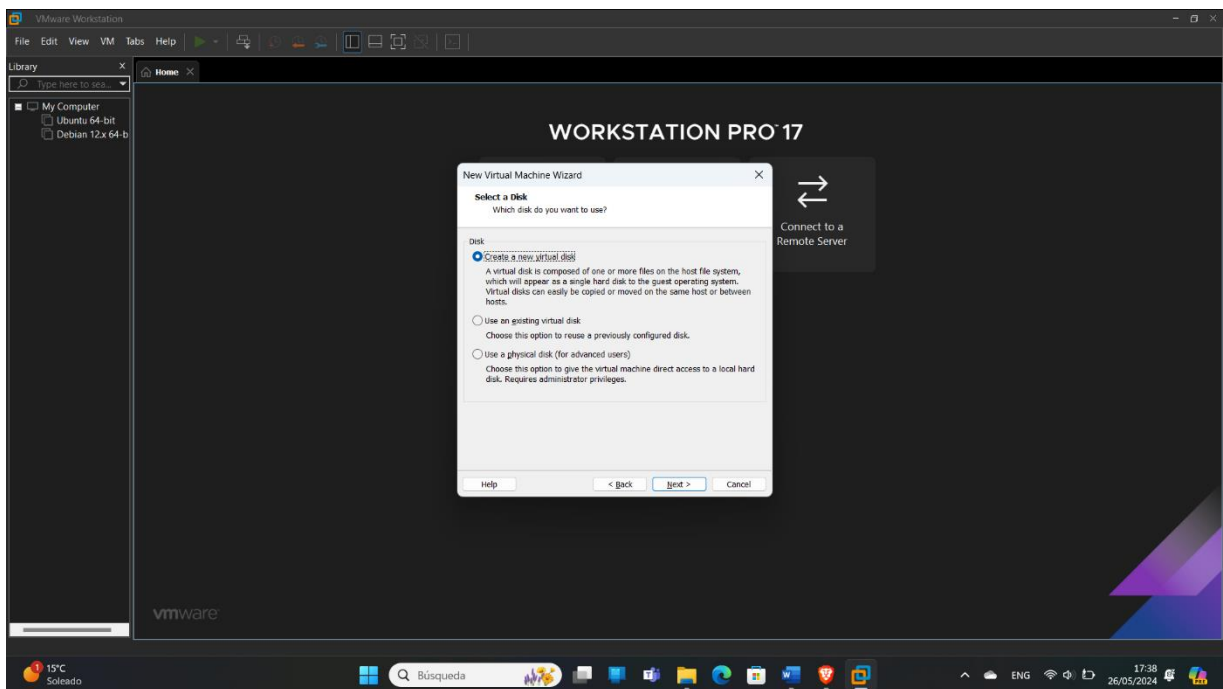 VMware Workstation
File Edit View VM Tabs Help
Library
Home
Type here to sea...
My Computer
Ubuntu 64-bit
Debian 12.x 64-b
WORKSTATION PRO™ 17
Connect to a
Remote Server
New Virtual Machine Wizard
Select a Disk
Which disk do you want to use?
Disk
Create a new virtual disk
A virtual disk is composed of one or more files on the host file system,
which will appear as a single hard disk to the guest operating system.
Virtual disks can easily be copied or moved on the same host or between
hosts.
Use an existing virtual disk
Choose this option to reuse a previously configured disk.
Use a physical disk (for advanced users)
Choose this option to give the virtual machine direct access to a local hard
disk. Requires administrator privileges.
Help < Back Next > Cancel
vmware
1
15°C
Soleado
Búsqueda
ENG
17:38
26/05/2024